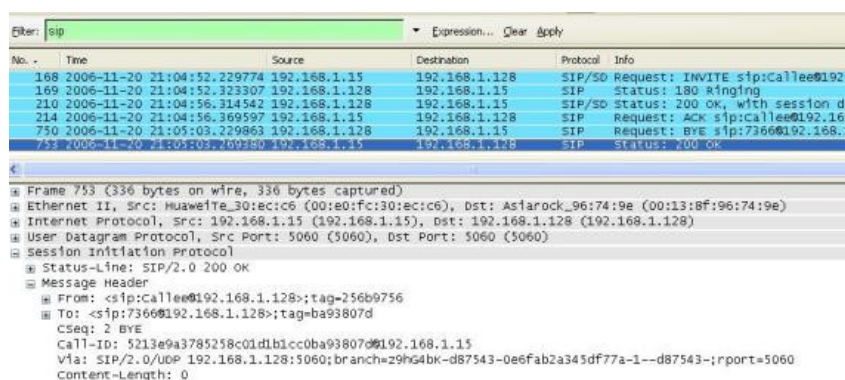 Filter: sip Expression... Clear Apply
No. - Time Source Destination Protocol Info
168 2006-11-20 21:04:52.229774 192.168.1.15 192.168.1.128 SIP/SD Request: INVITE sip:Callee@192
169 2006-11-20 21:04:52.323307 192.168.1.128 192.168.1.15 SIP Status: 180 Ringing
210 2006-11-20 21:04:56.314542 192.168.1.128 192.168.1.15 SIP/SD Status: 200 OK, with session d
214 2006-11-20 21:04:56.369597 192.168.1.15 192.168.1.128 SIP Request: ACK sip:Callee@192.16
750 2006-11-20 21:05:03.229863 192.168.1.128 192.168.1.15 SIP Request: BYE sip:7366@192.168.
753 2006-11-20 21:05:03.269380 192.168.1.15 192.168.1.128 SIP Status: 200 OK
Frame 753 (336 bytes on wire, 336 bytes captured)
Ethernet II, Src: HuaweiTe_30:ec:c6 (00:e0:fc:30:ec:c6), Dst: Asiarock_96:74:9e (00:13:8f:96:74:9e)
Internet Protocol, Src: 192.168.1.15 (192.168.1.15), Dst: 192.168.1.128 (192.168.1.128)
User Datagram Protocol, Src Port: 5060 (5060), Dst Port: 5060 (5060)
Session Initiation Protocol
Status-Line: SIP/2.0 200 OK
Message Header
From: <sip:Callee@192.168.1.128>;tag=256b9756
To: <sip:7366@192.168.1.128>;tag=ba93807d
CSeq: 2 BYE
Call-ID: 5213e9a3785258c01d1b1cc0ba93807d@192.168.1.15
Via: SIP/2.0/UDP 192.168.1.128:5060;branch=z9hG4bK-d87543-0e6fab2a345df77a-1--d87543-;rport=5060
Content-Length: 0